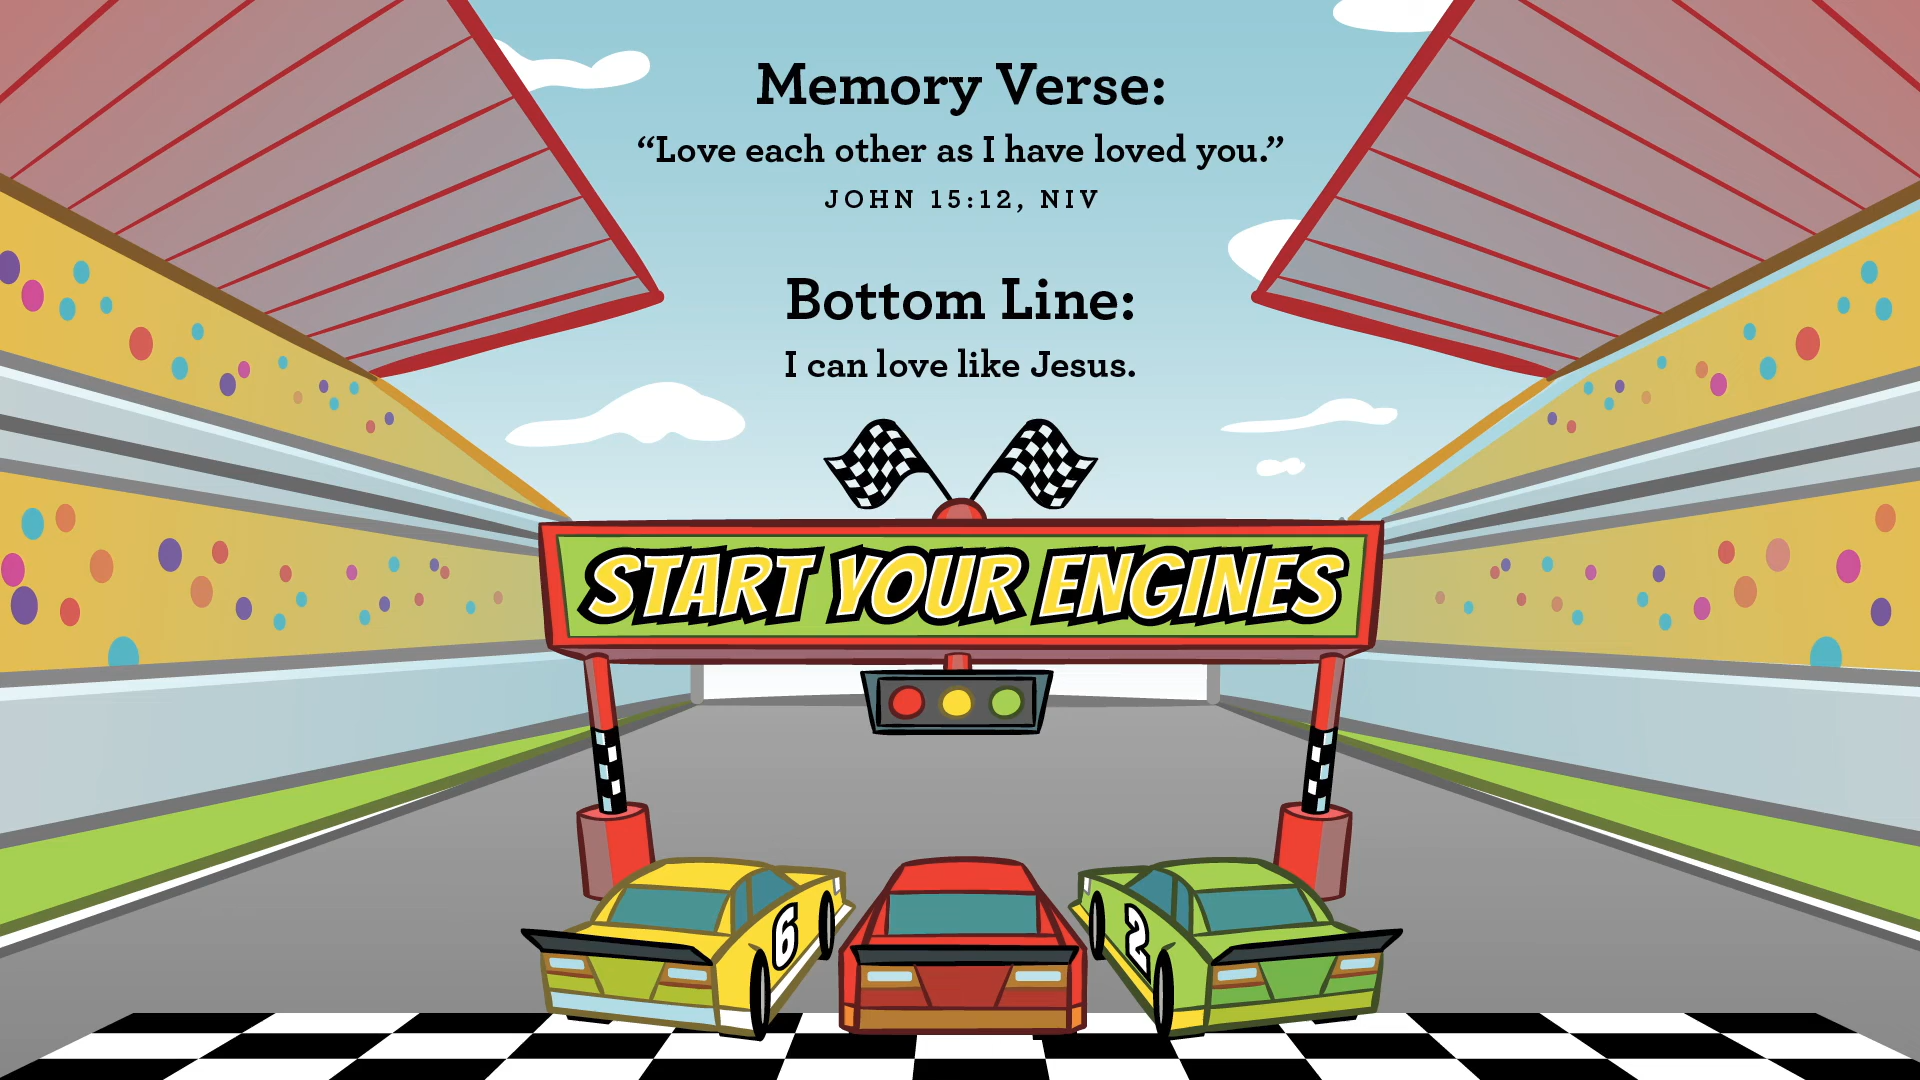 Memory Verse:
“Love each other as I have loved you.”
JOHN 15:12, NIV
Bottom Line:
I can love like Jesus.
START YOUR ENGINES
6
2